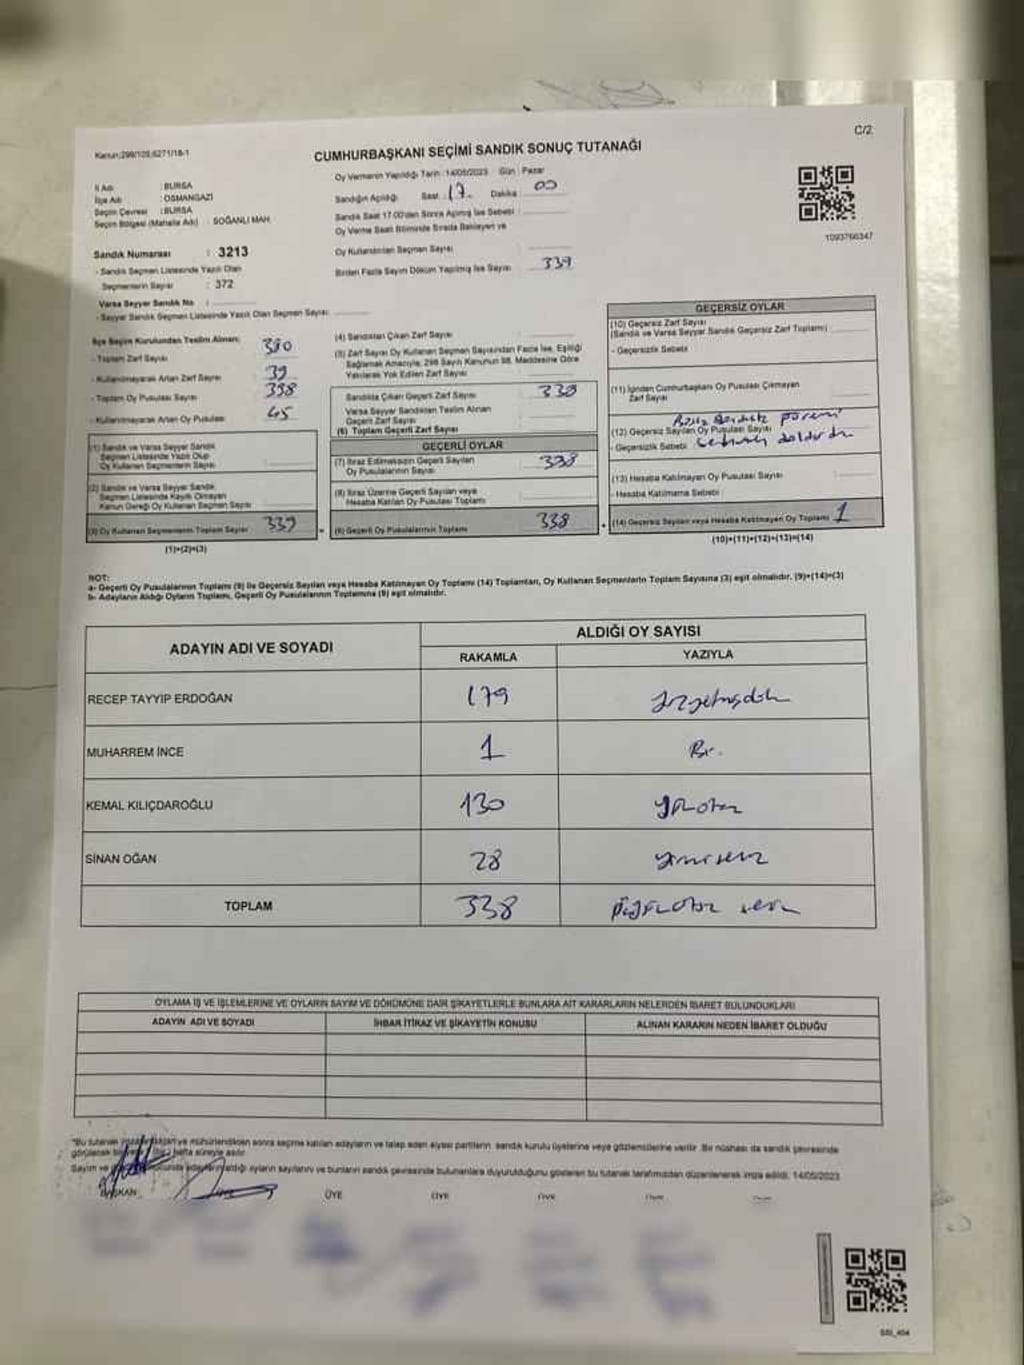 C/2
Kanun:298/105;6271/18-1
CUMHURBAŞKANI SEÇİMİ SANDIK SONUÇ TUTANAĞI
İl Adı : BURSA
İlçe Adı : OSMANGAZİ
Seçim Çevresi : BURSA
Seçim Bölgesi (Mahalle Adı) : SOĞANLI MAH.
Sandık Numarası : 3213
- Sandık Seçmen Listesinde Yazılı Olan
Seçmenlerin Sayısı : 372
Varsa Seyyar Sandık No :
- Seyyar Sandık Seçmen Listesinde Yazılı Olan Seçmen Sayısı:
Oy Vermenin Yapıldığı Tarih :14/05/2023 Gün : Pazar
Sandığın Açıldığı Saat : 17 Dakika : 00
Sandık Saat 17.00'den Sonra Açılmış İse Sebebi :
Oy Verme Saati Bitiminde Sırada Bekleyen ve
Oy Kullandırılan Seçmen Sayısı :
Birden Fazla Sayım Döküm Yapılmış İse Sayısı : 339
1093766347
İlçe Seçim Kurulundan Teslim Alınan;
- Toplam Zarf Sayısı : 380
- Kullanılmayarak Artan Zarf Sayısı : 39
- Toplam Oy Pusulası Sayısı : 398
- Kullanılmayarak Artan Oy Pusulası : 45
(1) Sandık ve Varsa Seyyar Sandık
Seçmen Listesinde Yazılı Olup
Oy Kullanan Seçmenlerin Sayısı :
(2) Sandık ve Varsa Seyyar Sandık
Seçmen Listesinde Kayıtlı Olmayan
Kanun Gereği Oy Kullanan Seçmen Sayısı :
(3) Oy Kullanan Seçmenlerin Toplam Sayısı : 339
(1)+(2)=(3)
(4) Sandıktan Çıkan Zarf Sayısı :
(5) Zarf Sayısı Oy Kullanan Seçmen Sayısından Fazla İse, Eşitliği
Sağlamak Amacıyla, 298 Sayılı Kanunun 98. Maddesine Göre
Yakılarak Yok Edilen Zarf Sayısı :
Sandıkta Çıkan Geçerli Zarf Sayısı : 338
Varsa Seyyar Sandıktan Teslim Alınan
Geçerli Zarf Sayısı :
(6) Toplam Geçerli Zarf Sayısı :
GEÇERLİ OYLAR
(7) İtiraz Edilmeksizin Geçerli Sayılan
Oy Pusulalarının Sayısı : 338
(8) İtiraz Üzerine Geçerli Sayılan veya
Hesaba Katılan Oy Pusulası Toplamı :
(9) Geçerli Oy Pusulalarının Toplamı : 338
GEÇERSİZ OYLAR
(10) Geçersiz Zarf Sayısı
(Sandık ve Varsa Seyyar Sandık Geçersiz Zarf Toplamı) :
- Geçersizlik Sebebi :
(11) İçinden Cumhurbaşkanı Oy Pusulası Çıkmayan
Zarf Sayısı :
(12) Geçersiz Sayılan Oy Pusulası Sayısı :
- Geçersizlik Sebebi :
(13) Hesaba Katılmayan Oy Pusulası Sayısı :
- Hesaba Katılmama Sebebi :
(14) Geçersiz Sayılan veya Hesaba Katılmayan Oy Toplamı : 1
(10)+(11)+(12)+(13)=(14)
NOT:
a- Geçerli Oy Pusulalarının Toplamı (9) ile Geçersiz Sayılan veya Hesaba Katılmayan Oy Toplamı (14) Toplamları, Oy Kullanan Seçmenlerin Toplam Sayısına (3) eşit olmalıdır. (9)+(14)=(3)
b- Adayların Aldığı Oyların Toplamı, Geçerli Oy Pusulalarının Toplamına (9) eşit olmalıdır.
ADAYIN ADI VE SOYADI
ALDIĞI OY SAYISI
RAKAMLA YAZIYLA
RECEP TAYYİP ERDOĞAN 179
MUHARREM İNCE 1 Bir.
KEMAL KILIÇDAROĞLU 130 yüzotuz
SİNAN OĞAN 28 yirmisekiz
TOPLAM 338 üçyüzotuz sekiz
OYLAMA İŞ VE İŞLEMLERİNE VE OYLARIN SAYIM VE DÖKÜMÜNE DAİR ŞİKAYETLERLE BUNLARA AİT KARARLARIN NELERDEN İBARET BULUNDUKLARI
ADAYIN ADI VE SOYADI İHBAR İTİRAZ VE ŞİKAYETİN KONUSU ALINAN KARARIN NEDEN İBARET OLDUĞU
"Bu tutanak ve mühürlendikten sonra seçime katılan adayların ve talep eden siyasi partilerin, sandık kurulu üyelerine veya gözlemcilerine verilir. Bir nüshası da sandık çevresinde
görülecek bir hafta süreyle asılır.
Sayım ve adayların aldığı oyların sayılarını ve bunların sandık çevresinde bulunanlara duyurulduğunu gösteren bu tutanak tarafımızdan düzenlenerek imza edildi. 14/05/2023
BAŞKAN ÜYE ÜYE ÜYE ÜYE
SSI_404